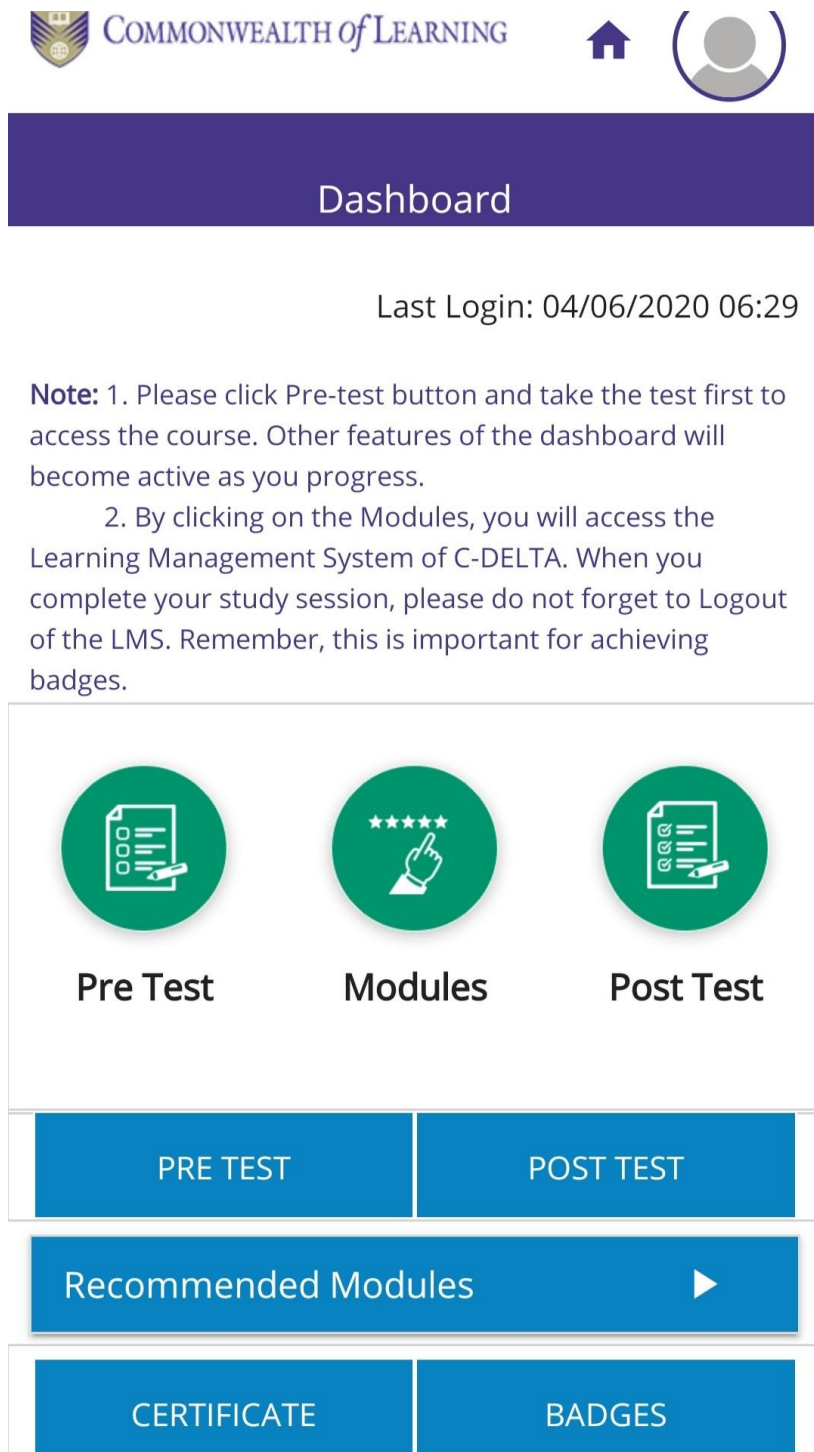 COMMONWEALTH of LEARNING
Dashboard
Last Login: 04/06/2020 06:29
Note: 1. Please click Pre-test button and take the test first to
access the course. Other features of the dashboard will
become active as you progress.
2. By clicking on the Modules, you will access the
Learning Management System of C-DELTA. When you
complete your study session, please do not forget to Logout
of the LMS. Remember, this is important for achieving
badges.
Pre Test
Modules
Post Test
PRE TEST
POST TEST
Recommended Modules
CERTIFICATE
BADGES